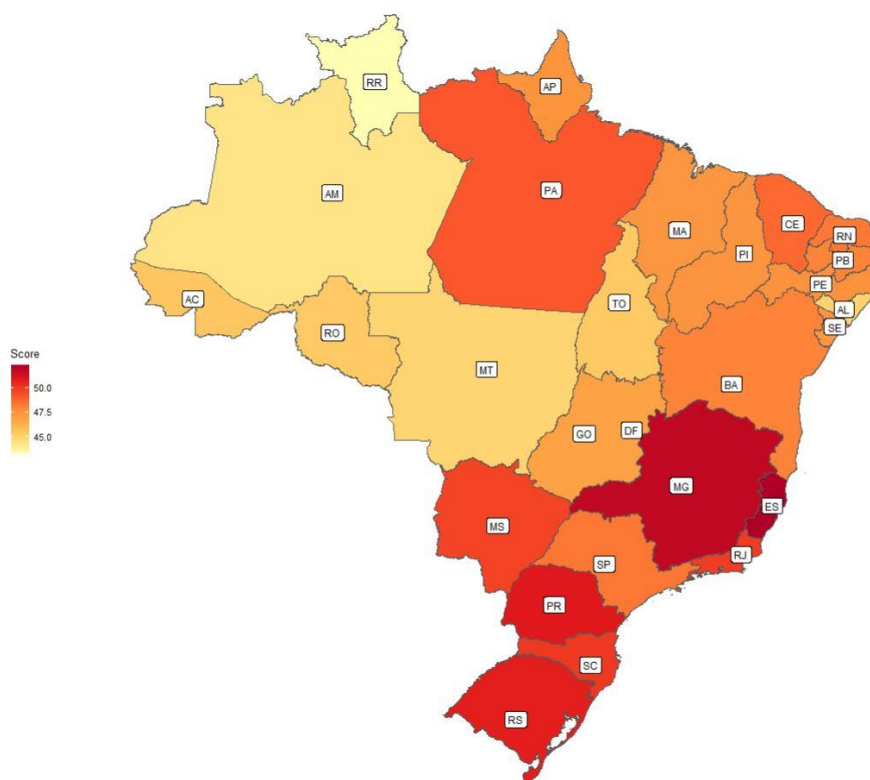 RR
AP
AM
PA
MA
CE
RN
PI
PB
PE
AC
TO
AL
RO
SE
Score
MT
50.0
BA
47.5
GO
DF
45.0
MG
ES
MS
RJ
SP
PR
SC
RS